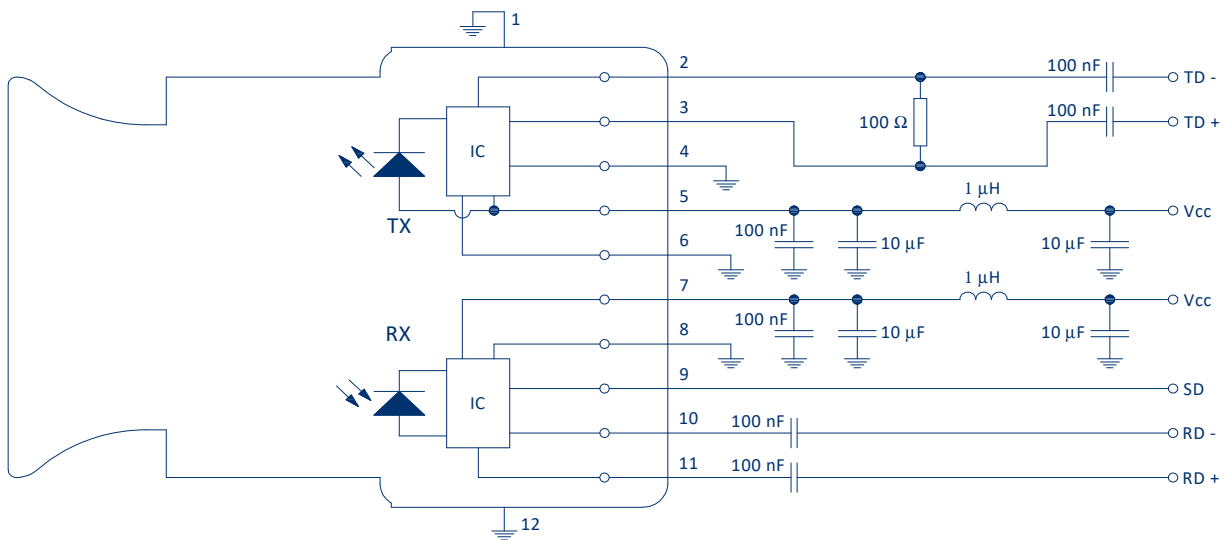 1
2
100 nF
TD -
3
100 nF
TD +
100 Ω
IC
4
TX
5
1 μH
Vcc
100 nF
10 μF
10 μF
6
7
1 μH
Vcc
RX
100 nF
10 μF
10 μF
8
9
SD
IC
10
100 nF
RD -
11
100 nF
RD +
12